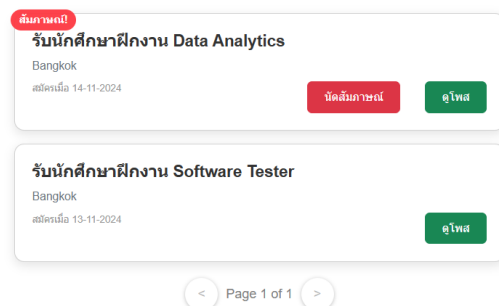 สัมภาษณ์!
รับนักศึกษาฝึกงาน Data Analytics
Bangkok
สมัครเมื่อ 14-11-2024
นัดสัมภาษณ์
ดูโพส
รับนักศึกษาฝึกงาน Software Tester
Bangkok
สมัครเมื่อ 13-11-2024
ดูโพส
< Page 1 of 1 >